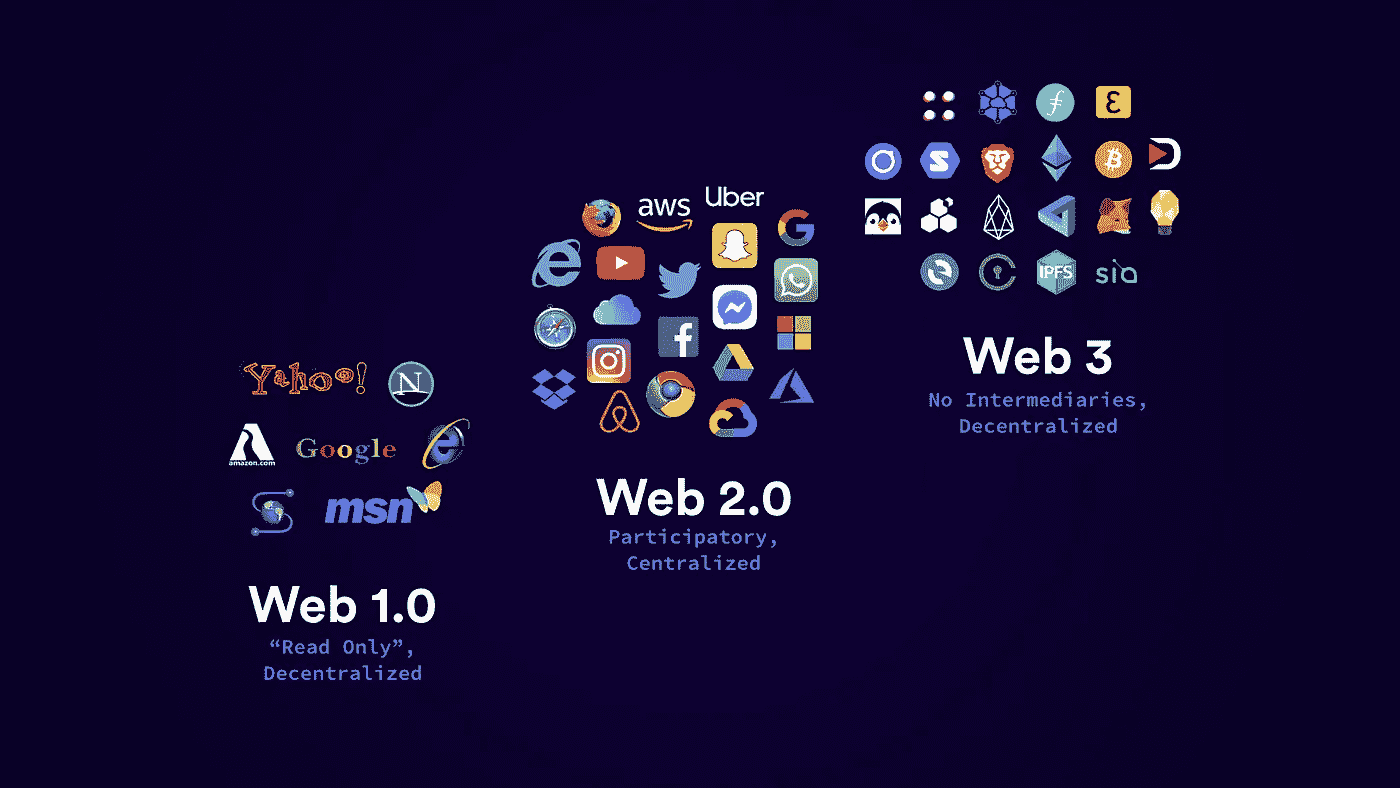 Yahoo!
N
amazon.com
Google
e
msn
Web 1.0
“Read Only”,
Decentralized
aws
Uber
G
e
f
Web 2.0
Participatory,
Centralized
S
B
IPFS
sia
Web 3
No Intermediaries,
Decentralized